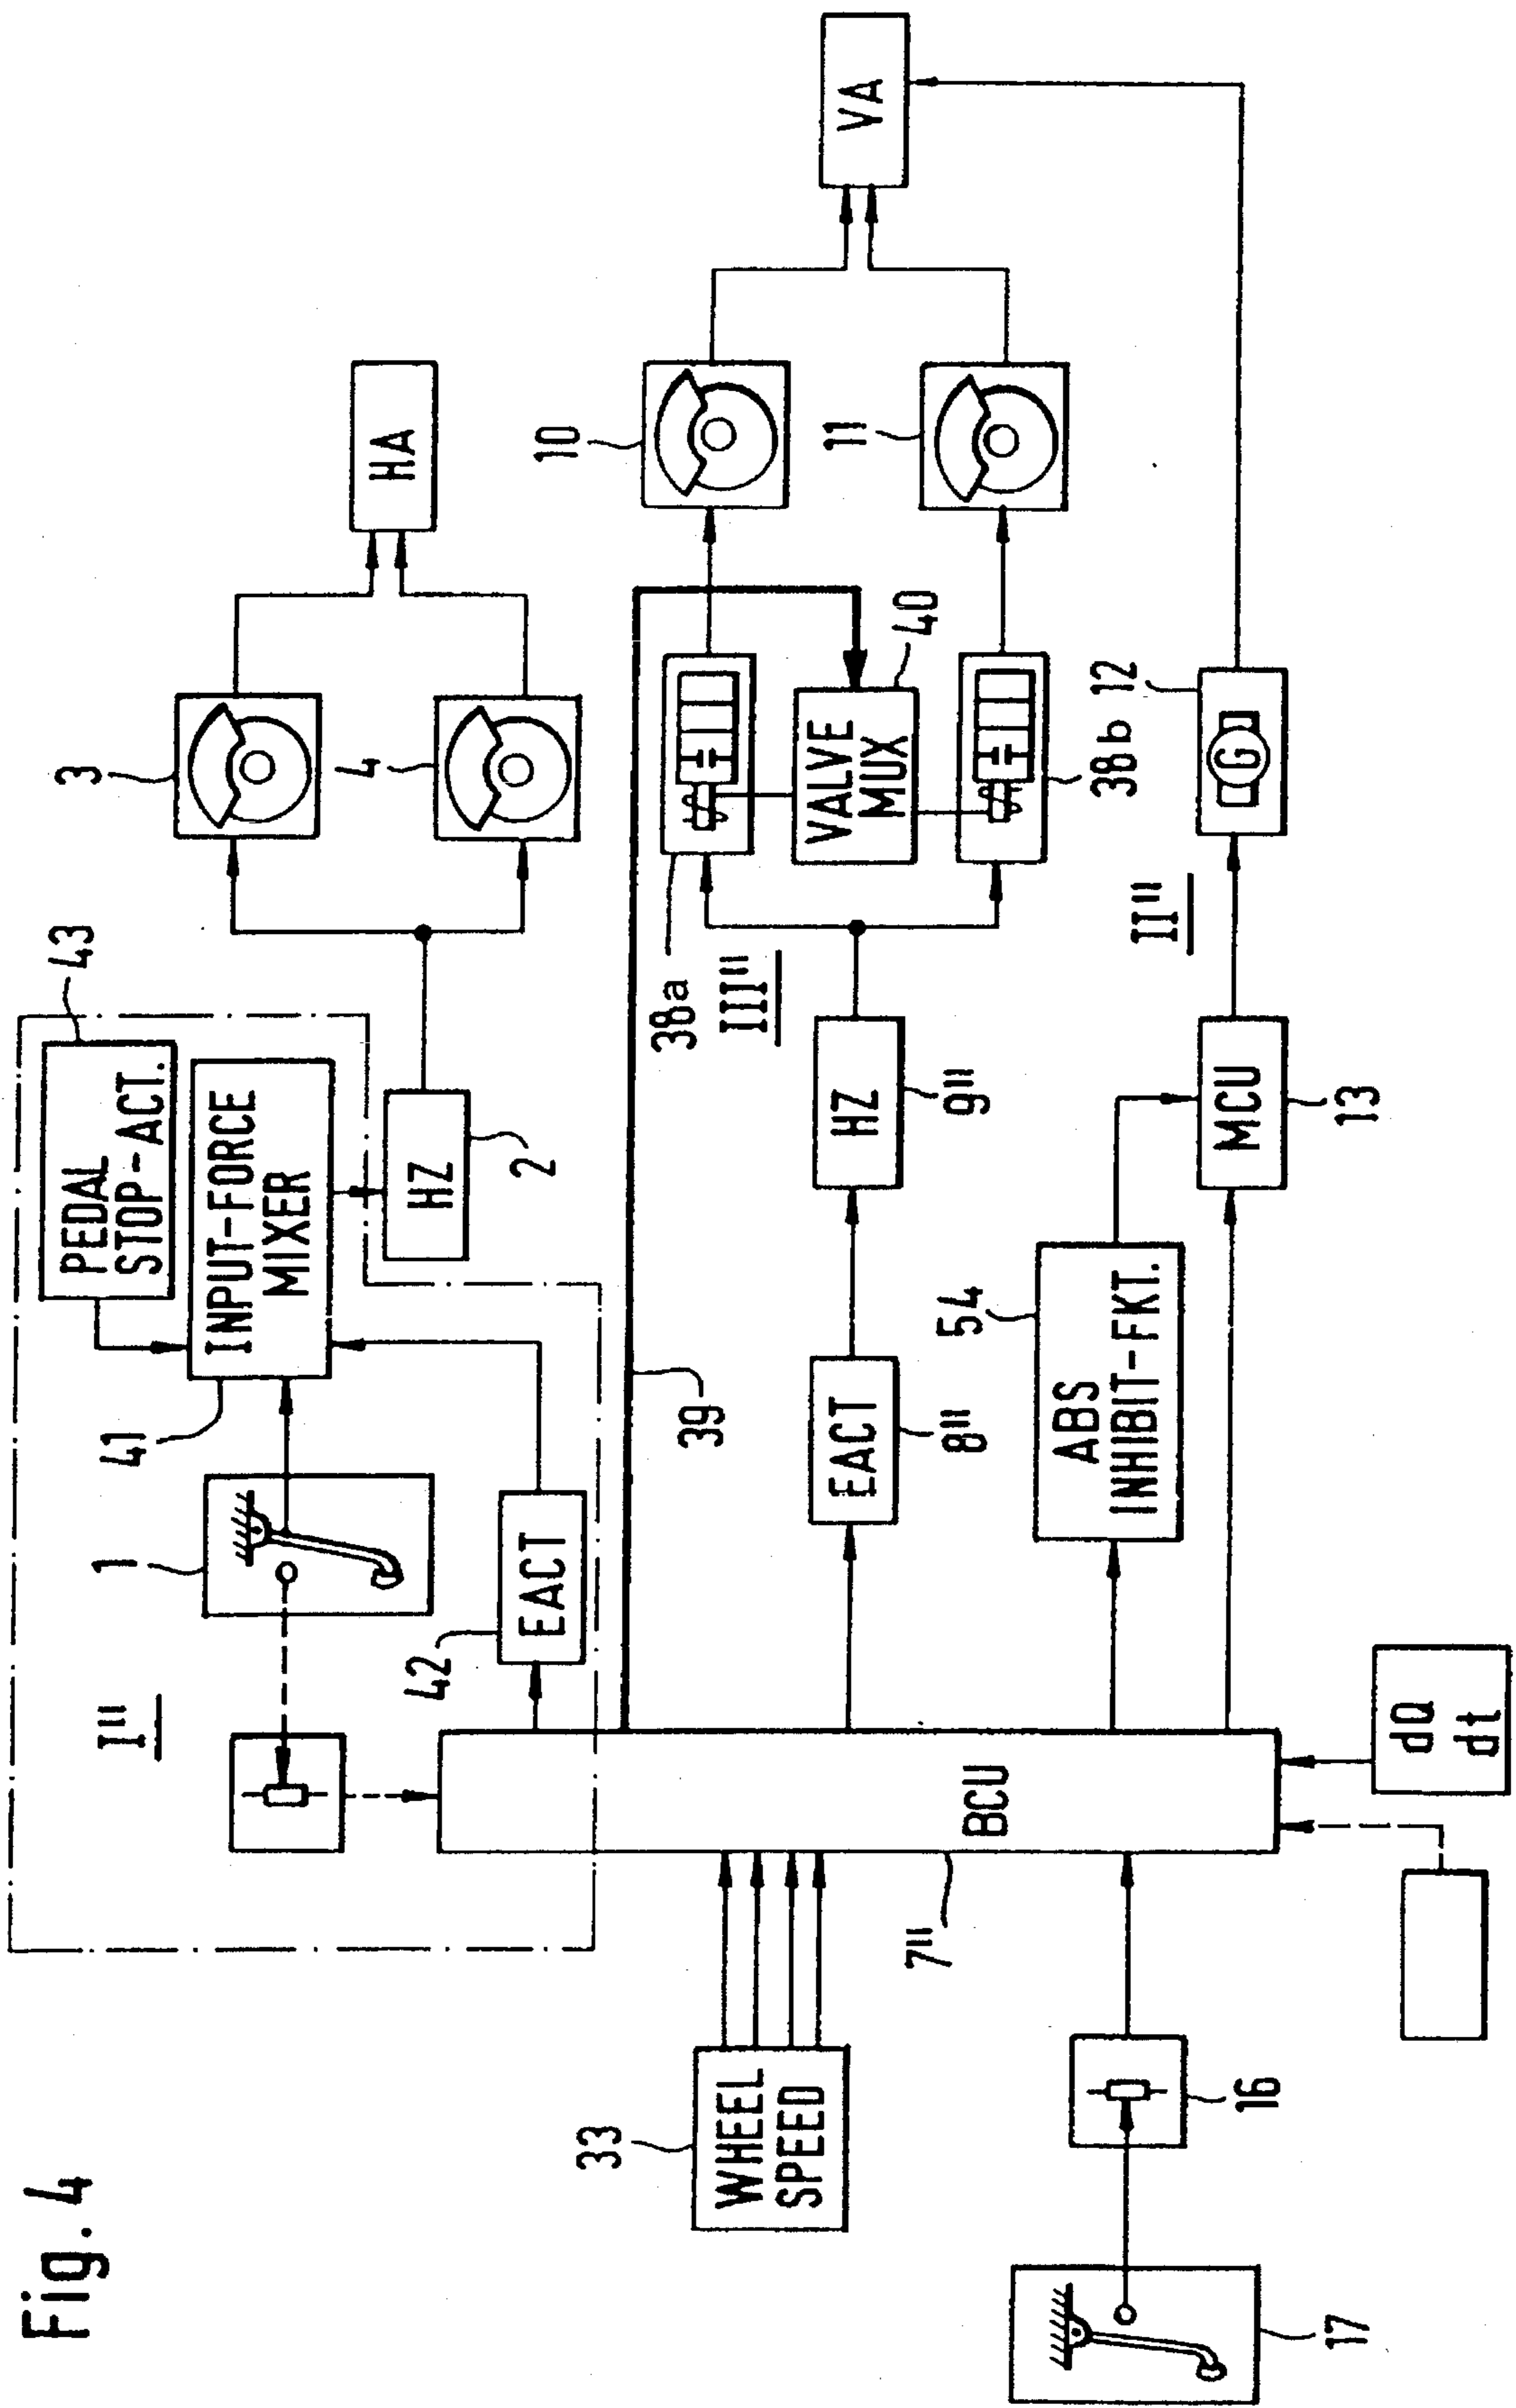 Fig. 4
I"
1
41
43
PEDAL
STOP-ACT.
INPUT-FORCE
MIXER
42
EACT
HZ
2
3
4
HA
33
WHEEL
SPEED
BCU
7"
39
EACT
8"
HZ
9"
III"
38a
VALVE
MUX
40
38b
10
11
VA
54
ABS
INHIBIT-FKT.
MCU
13
II"
12
G
17
16
dQ
dt